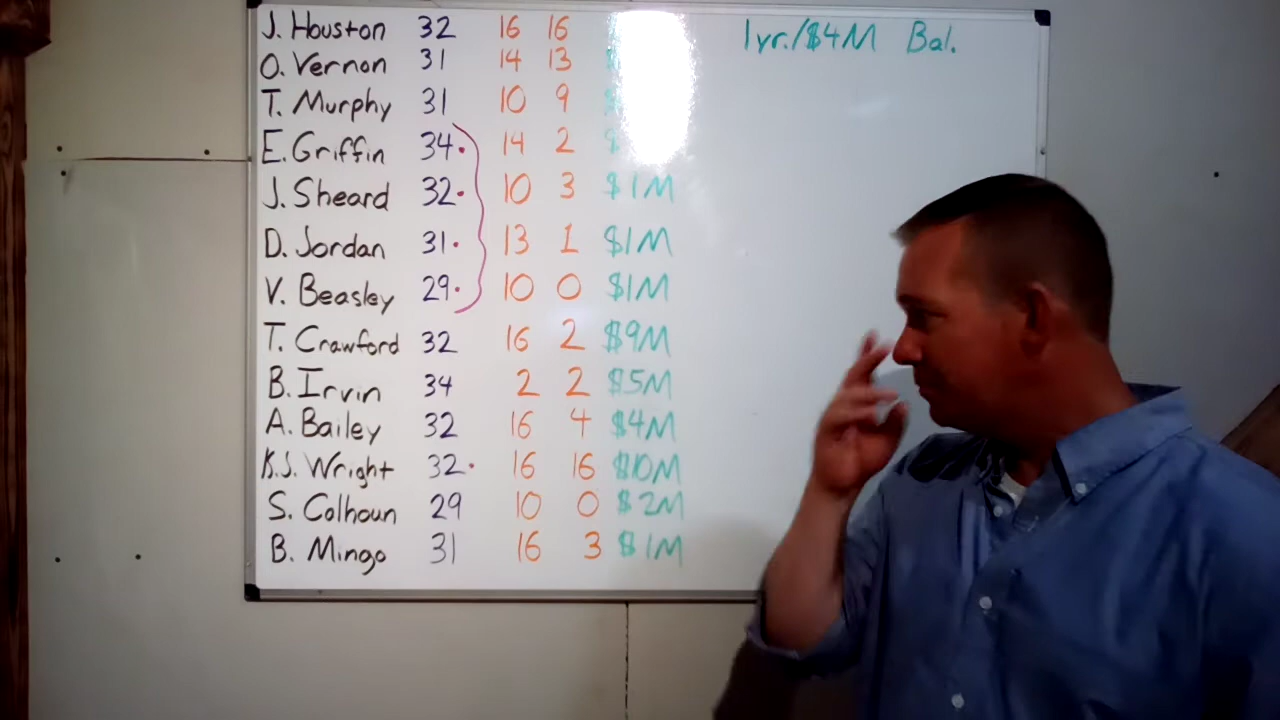 J. Houston 32 16 16 1yr./$4M Bal.
O. Vernon 31 14 13
T. Murphy 31 10 9
E. Griffin 34 14 2 $
J. Sheard 32 10 3 $1M
D. Jordan 31 13 1 $1M
V. Beasley 29 10 0 $1M
T. Crawford 32 16 2 $9M
B. Irvin 34 2 2 $5M
A. Bailey 32 16 4 $4M
K.J. Wright 32 16 16 $10M
S. Calhoun 29 10 0 $2M
B. Mingo 31 16 3 $1M